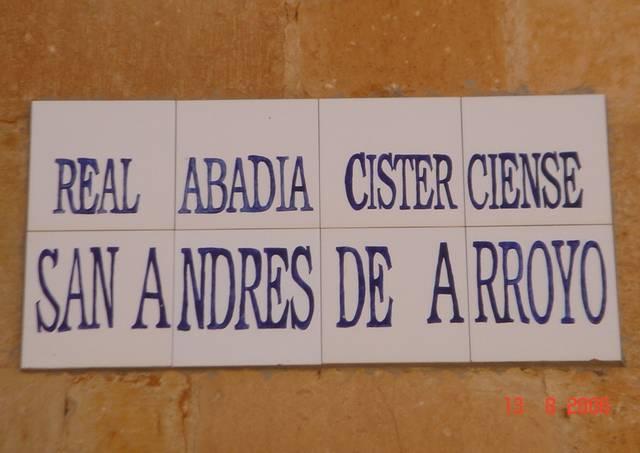 REAL ABADIA CISTERCIENSE
SAN ANDRES DE ARROYO
13 8 2006